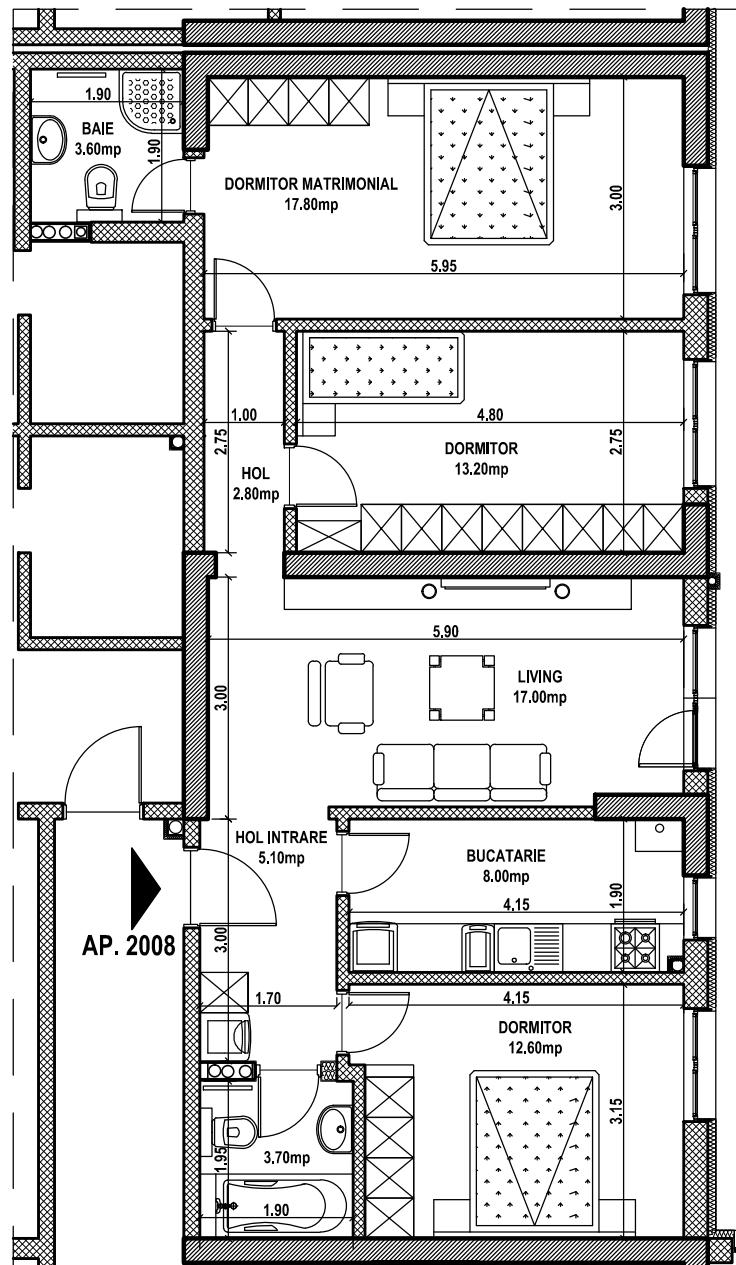 1.90
BAIE
3.60mp
1.90
DORMITOR MATRIMONIAL
17.80mp
3.00
5.95
1.00
4.80
2.75
HOL
2.80mp
DORMITOR
13.20mp
2.75
5.90
3.00
LIVING
17.00mp
HOL INTRARE
5.10mp
BUCATARIE
8.00mp
1.90
4.15
AP. 2008
3.00
1.70
4.15
DORMITOR
12.60mp
3.15
1.95
3.70mp
1.90